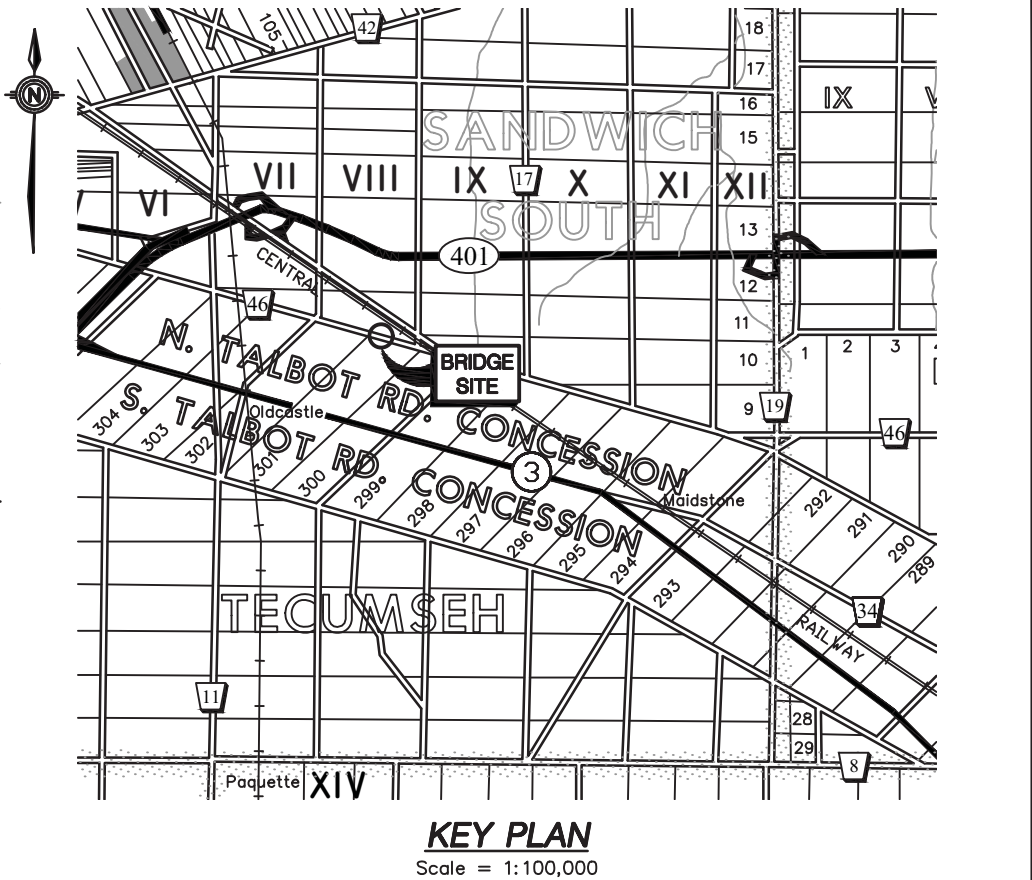 42
105
18
17
N
16
IX
SANDWICH
15
VII
VIII
IX
17
X
XI
XII
VI
SOUTH
13
401
CENTRAL
12
46
11
N. TALBOT RD. CONCESSION
BRIDGE
SITE
10
1
2
3
9
19
46
S. TALBOT RD CONCESSION
Oldcastle
304
303
302
301
300
299
298
297
296
295
294
293
3
Maidstone
292
291
290
289
TECUMSEH
34
RAILWAY
11
28
29
8
Paquette
XIV
KEY PLAN
Scale = 1:100,000